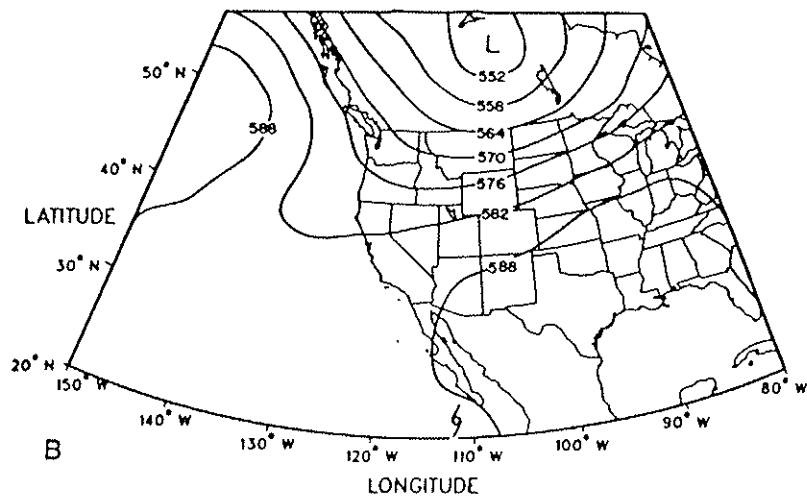 L
552
50° N
558
588
564
570
40° N
576
LATITUDE
582
30° N
588
20° N
150° W
80° W
140° W
90° W
130° W
100° W
120° W
110° W
B
LONGITUDE